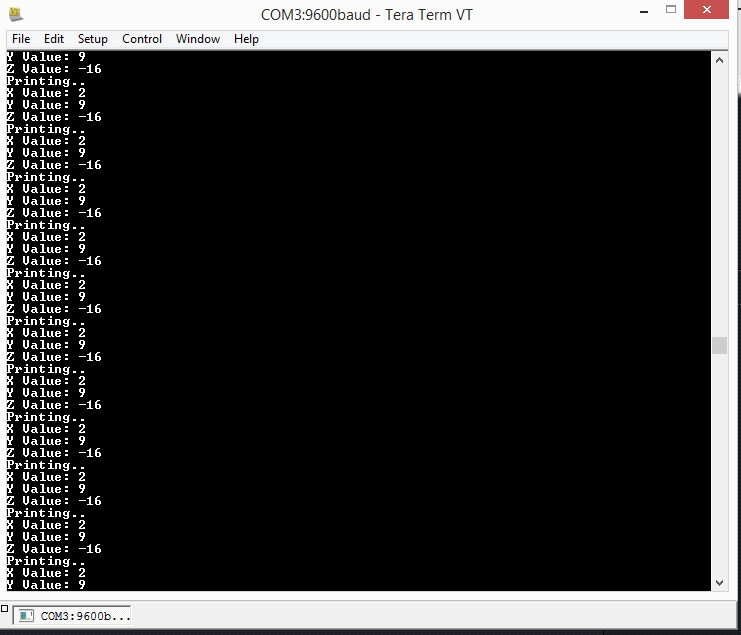 COM3:9600baud - Tera Term VT
File Edit Setup Control Window Help
Y Value: 9
Z Value: -16
Printing..
X Value: 2
Y Value: 9
Z Value: -16
Printing..
X Value: 2
Y Value: 9
Z Value: -16
Printing..
X Value: 2
Y Value: 9
Z Value: -16
Printing..
X Value: 2
Y Value: 9
Z Value: -16
Printing..
X Value: 2
Y Value: 9
Z Value: -16
Printing..
X Value: 2
Y Value: 9
Z Value: -16
Printing..
X Value: 2
Y Value: 9
Z Value: -16
Printing..
X Value: 2
Y Value: 9
Z Value: -16
Printing..
X Value: 2
Y Value: 9
Z Value: -16
Printing..
X Value: 2
Y Value: 9
Z Value: -16
Printing..
X Value: 2
Y Value: 9
COM3:9600b...